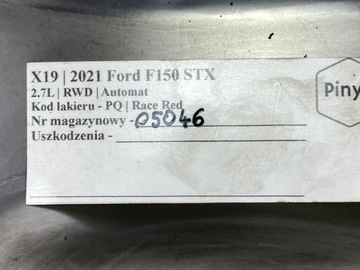 X19 | 2021 Ford F150 STX
2.7L | RWD | Automat
Kod lakieru - PQ | Race Red
Nr magazynowy - 05046
Uszkodzenia -
Piny